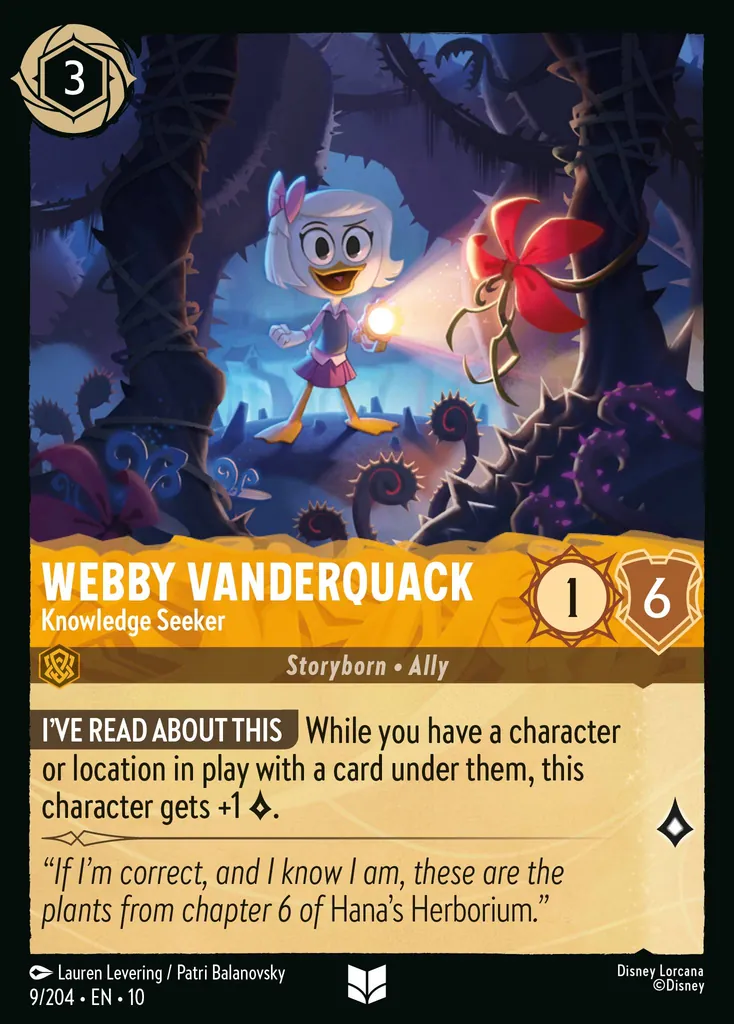 3
WEBBY VANDERQUACK
Knowledge Seeker
1
6
Storyborn • Ally
I'VE READ ABOUT THIS While you have a character
or location in play with a card under them, this
character gets +1 .
“If I'm correct, and I know I am, these are the
plants from chapter 6 of Hana's Herborium.”
Lauren Levering / Patri Balanovsky
9/204 • EN • 10
Disney Lorcana
©Disney